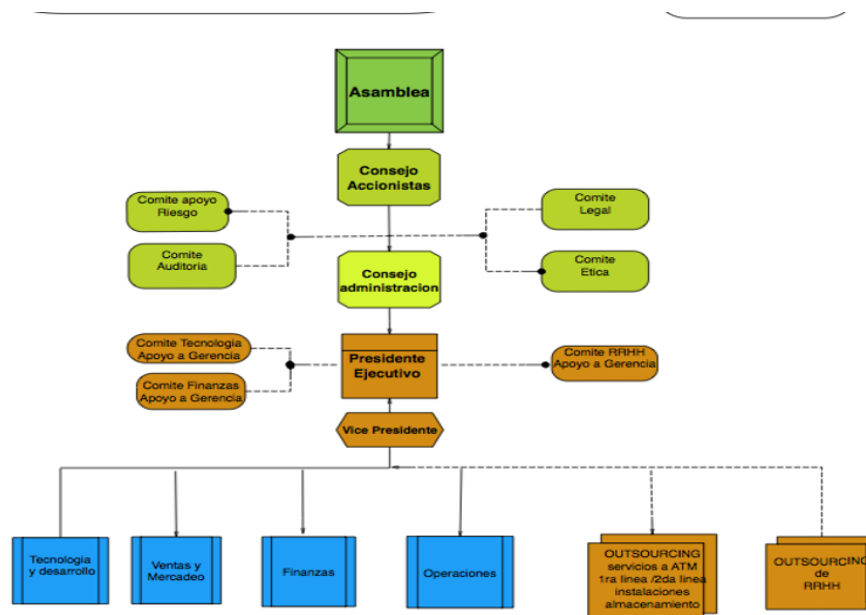 Asamblea
Consejo
Accionistas
Comite apoyo
Riesgo
Comite
Legal
Comite
Auditoria
Comite
Etica
Consejo
administracion
Comite Tecnologia
Apoyo a Gerencia
Presidente
Ejecutivo
Comite RRHH
Apoyo a Gerencia
Comite Finanzas
Apoyo a Gerencia
Vice Presidente
Tecnologia
y desarrollo
Ventas y
Mercadeo
Finanzas
Operaciones
OUTSOURCING
servicios a ATM
1ra linea /2da linea
instalaciones
almacenamiento
OUTSOURCING
de
RRHH